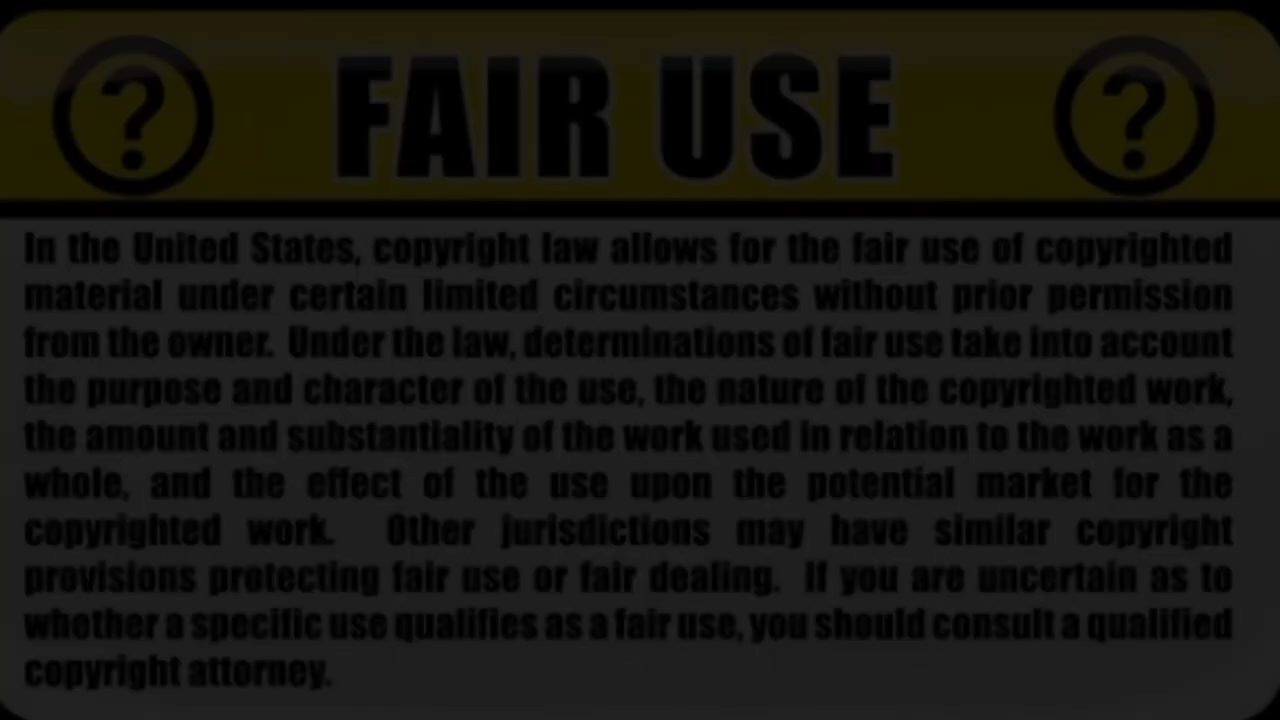 ? FAIR USE ?
In the United States, copyright law allows for the fair use of copyrighted
material under certain limited circumstances without prior permission
from the owner. Under the law, determinations of fair use take into account
the purpose and character of the use, the nature of the copyrighted work,
the amount and substantiality of the work used in relation to the work as a
whole, and the effect of the use upon the potential market for the
copyrighted work. Other jurisdictions may have similar copyright
provisions protecting fair use or fair dealing. If you are uncertain as to
whether a specific use qualifies as a fair use, you should consult a qualified
copyright attorney.